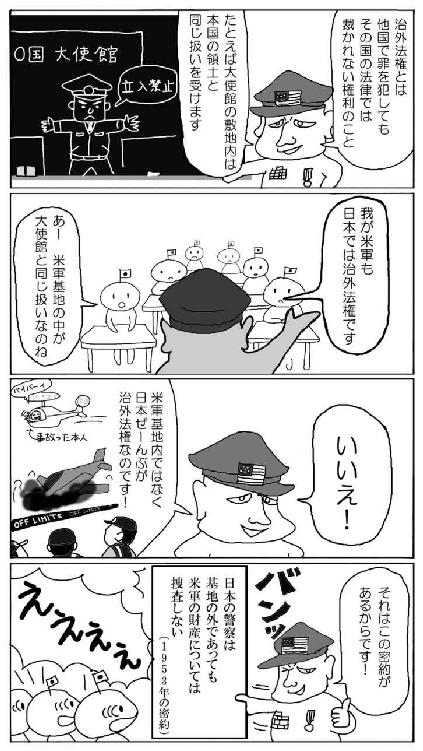 治外法権とは
他国で罪を犯しても
その国の法律では
裁かれない権利のこと
たとえば大使館の敷地内は
本国の領土と
同じ扱いを受けます
O国 大使館
立入禁止
我が米軍も
日本では治外法権です
あー 米軍基地の中が
大使館と同じ扱いなのね
いいえ!
米軍基地内ではなく
日本ぜーんぶが
治外法権なのです!
バイバーイ
事故った本人
OFF LIMITS OFF LIMIT
それはこの密約が
あるからです!
バンッ
日本の警察は
基地の外であっても
米軍の財産については
捜査しない
(1953年の密約)
えぇぇぇ